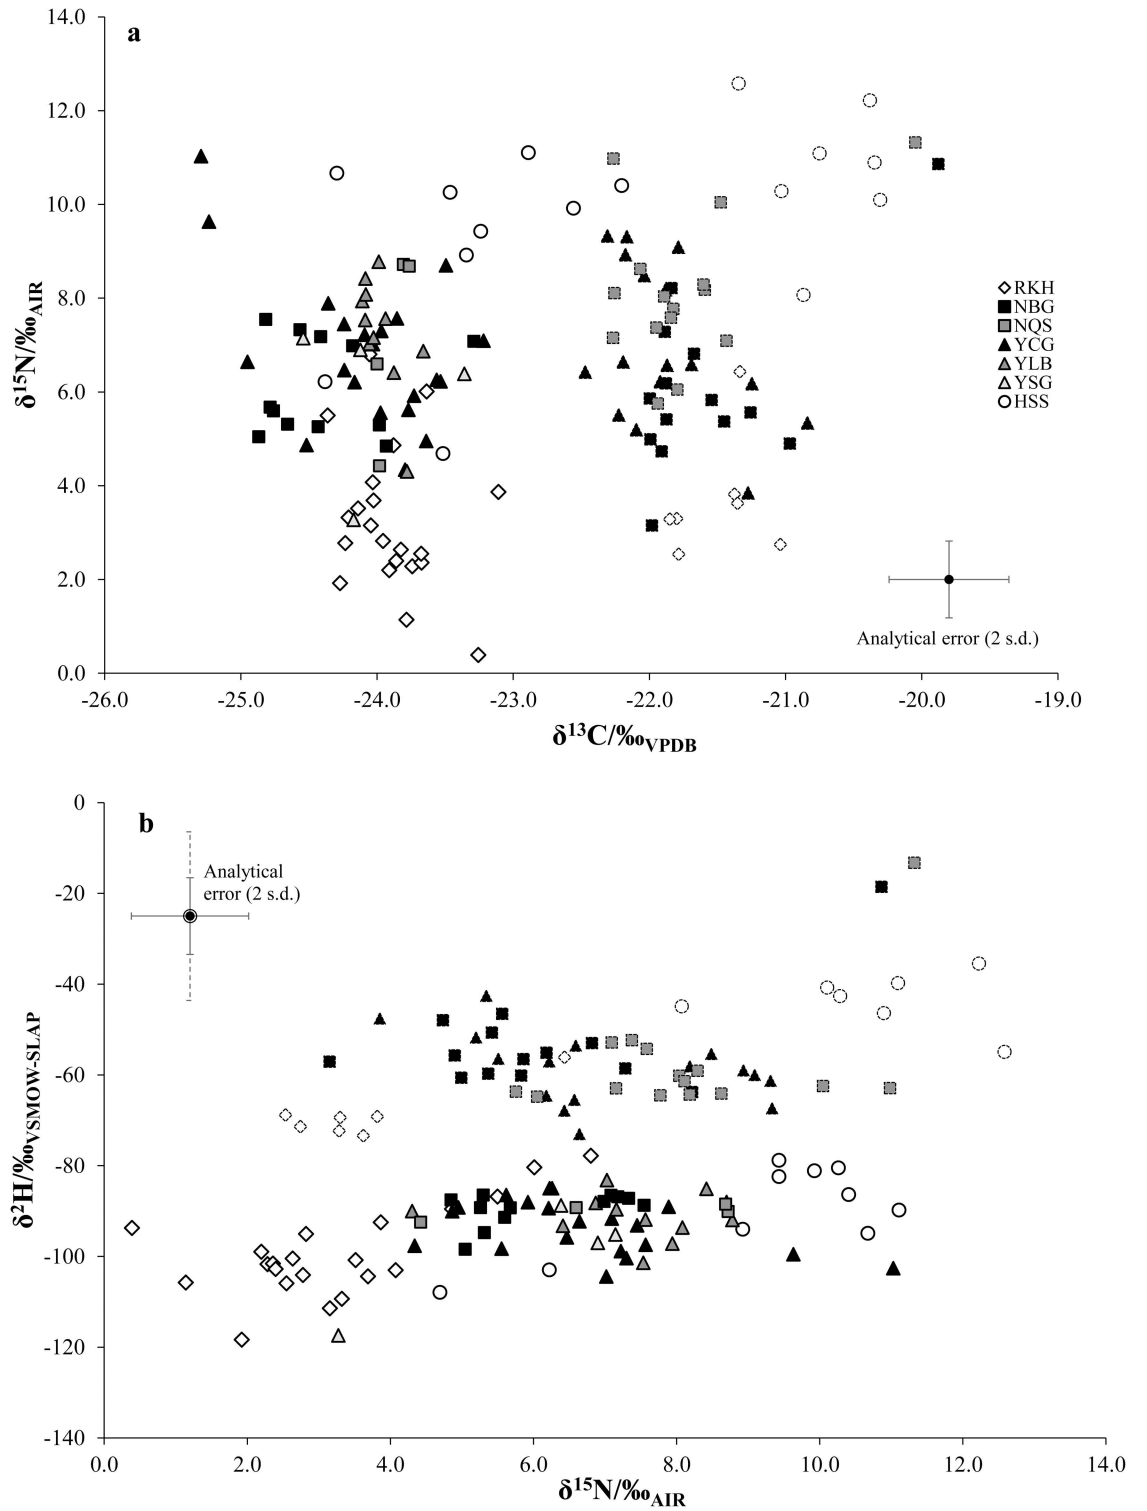 a
14.0
12.0
10.0
8.0
6.0
4.0
2.0
0.0
δ¹⁵N/‰AIR
◇ RKH
■ NBG
■ NQS
▲ YCG
▲ YLB
△ YSG
○ HSS
Analytical error (2 s.d.)
-26.0 -25.0 -24.0 -23.0 -22.0 -21.0 -20.0 -19.0
δ¹³C/‰VPDB
b
0
-20
-40
-60
-80
-100
-120
-140
δ²H/‰VSMOW-SLAP
Analytical
error (2 s.d.)
0.0 2.0 4.0 6.0 8.0 10.0 12.0 14.0
δ¹⁵N/‰AIR